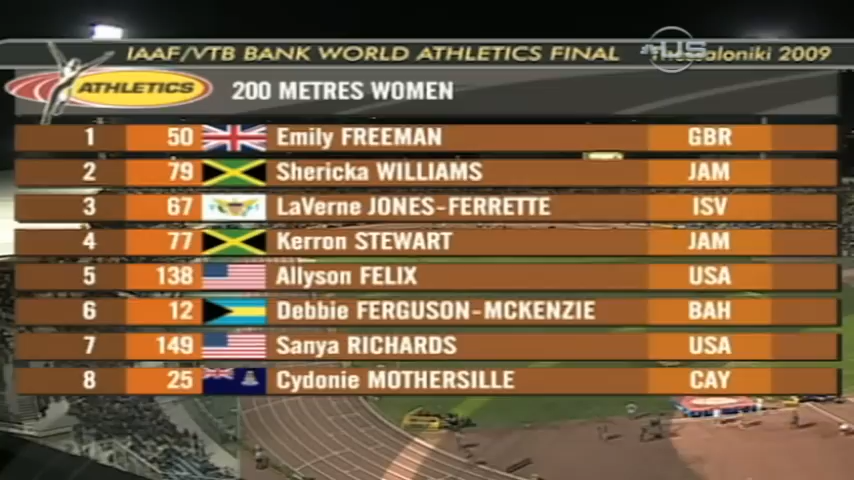 IAAF/VTB BANK WORLD ATHLETICS FINAL Thessaloniki 2009
US
ATHLETICS 200 METRES WOMEN
1 50 Emily FREEMAN GBR
2 79 Shericka WILLIAMS JAM
3 67 LaVerne JONES-FERRETTE ISV
4 77 Kerron STEWART JAM
5 138 Allyson FELIX USA
6 12 Debbie FERGUSON-MCKENZIE BAH
7 149 Sanya RICHARDS USA
8 25 Cydonie MOTHERSILLE CAY